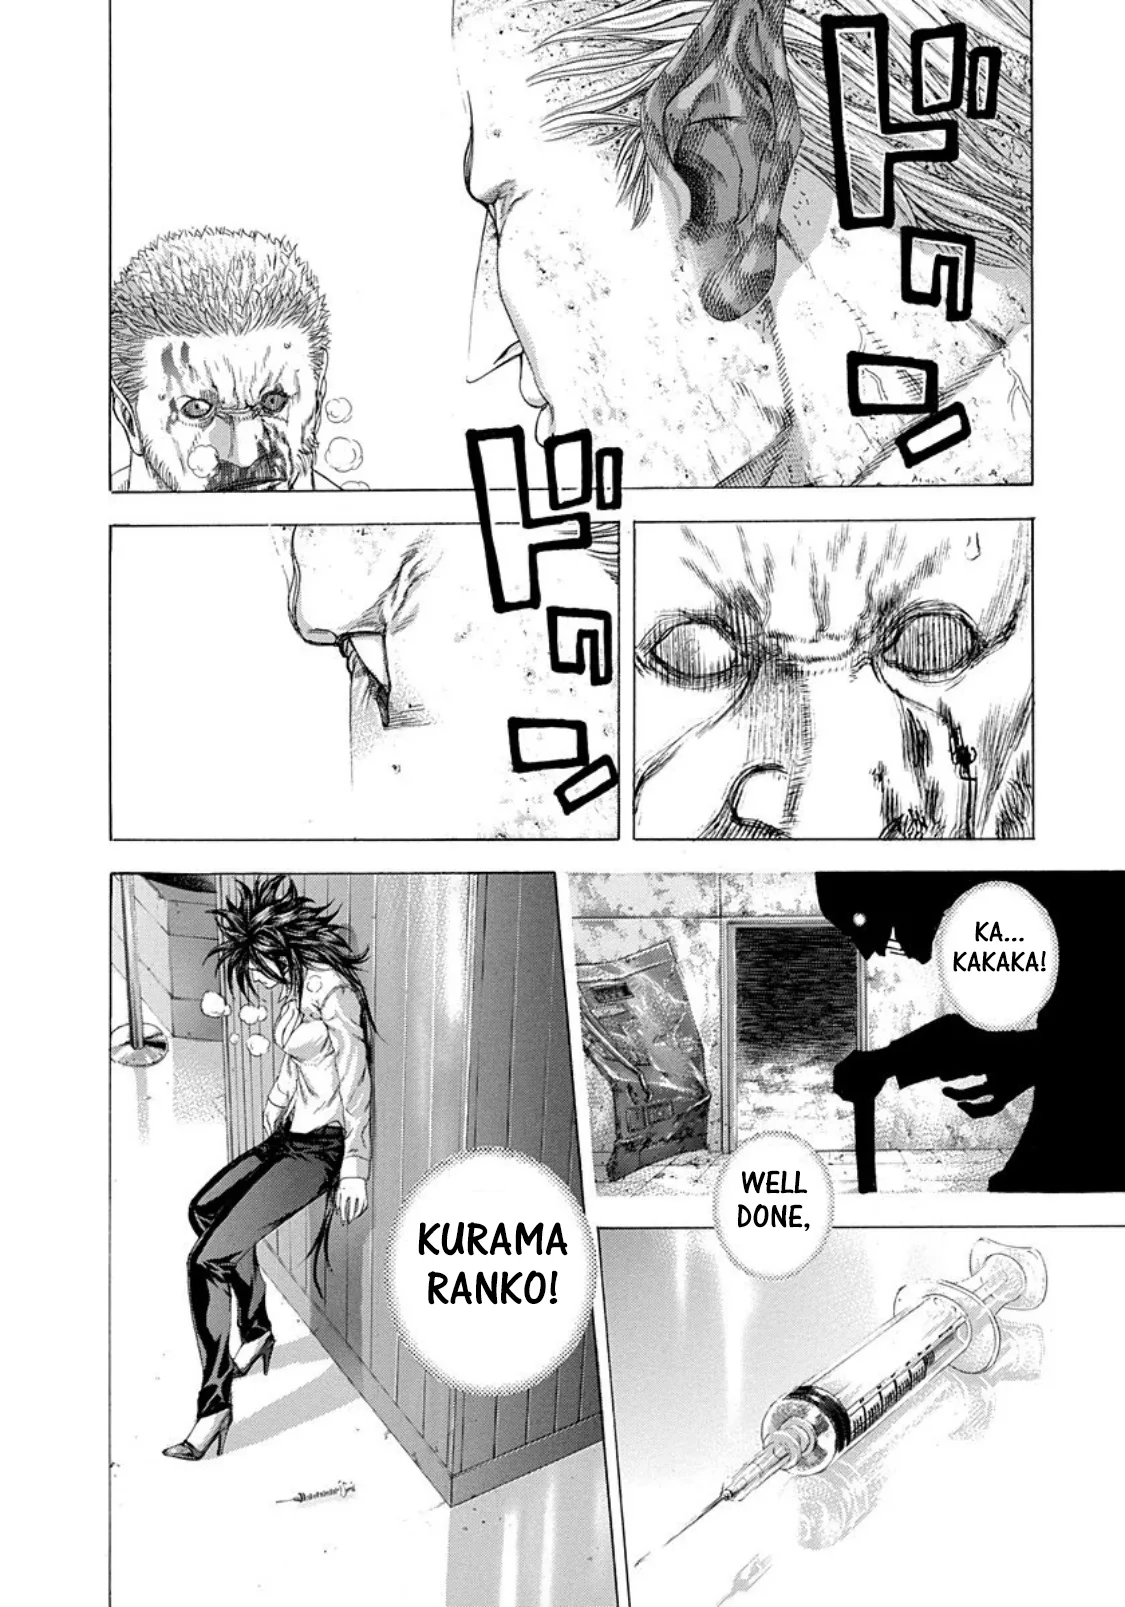 ドクン
ドクン
KA...
KAKAKA!
WELL
DONE,
KURAMA
RANKO!